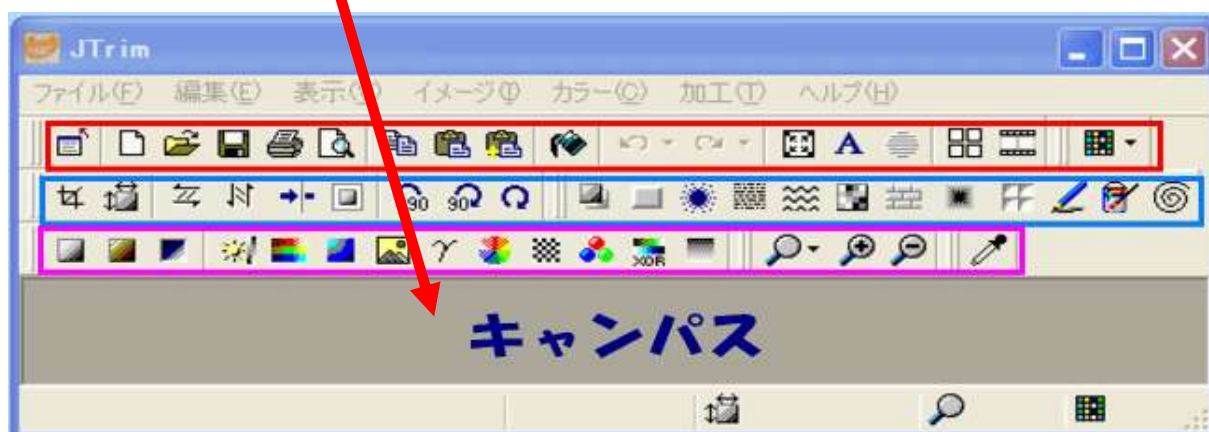 JTrim
ファイル(F) 編集(E) 表示(V) イメージ(I) カラー(C) 加工(T) ヘルプ(H)
A
90 90
γ XOR
キャンパス